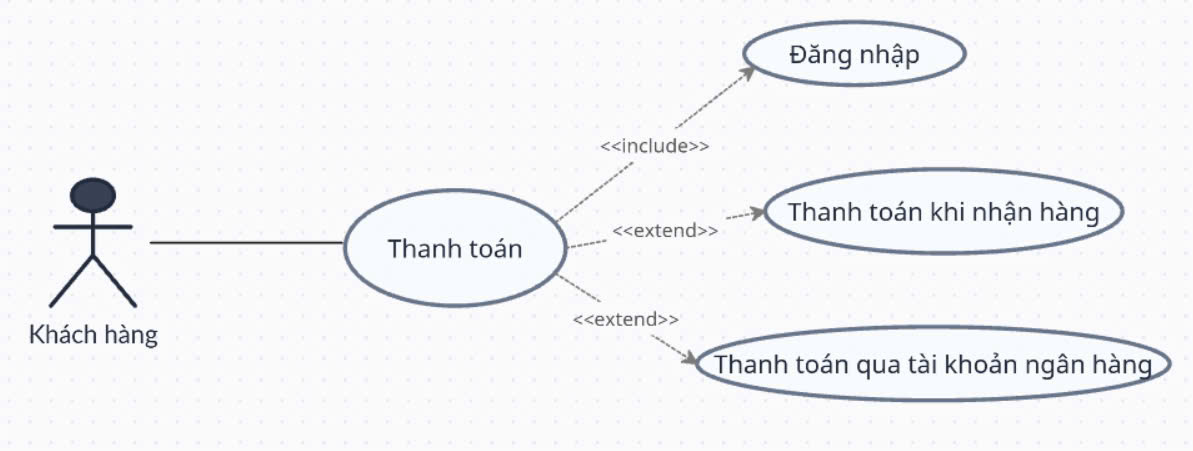 Đăng nhập
<<include>>
Thanh toán khi nhận hàng
<<extend>>
Thanh toán
<<extend>>
Khách hàng
Thanh toán qua tài khoản ngân hàng